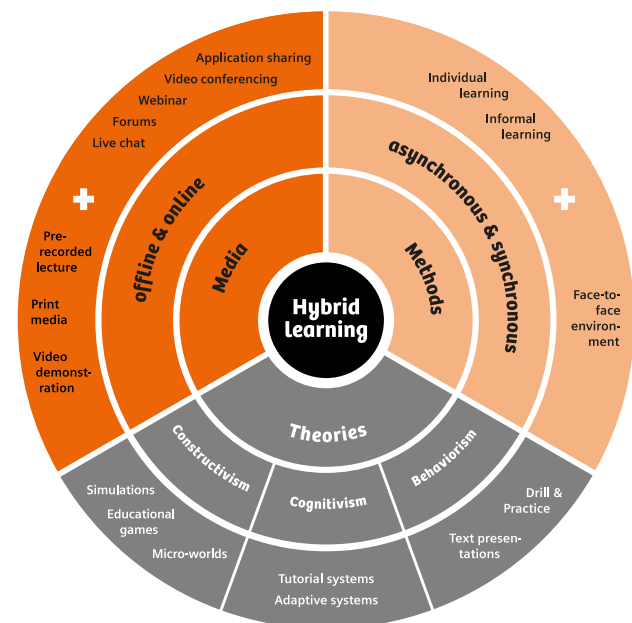 Application sharing
Video conferencing
Webinar
Forums
Live chat
+
Pre-
recorded
lecture
Print
media
Video
demonst-
ration
offline & online
Media
Hybrid
learning
Individual
learning
Informal
learning
+
Face-to-
face
environ-
ment
asynchronous & synchronous
Methods
Theories
Constructivism
Cognitivism
Behaviorism
Simulations
Educational
games
Micro-worlds
Tutorial systems
Adaptive systems
Drill &
Practice
Text presen-
tations